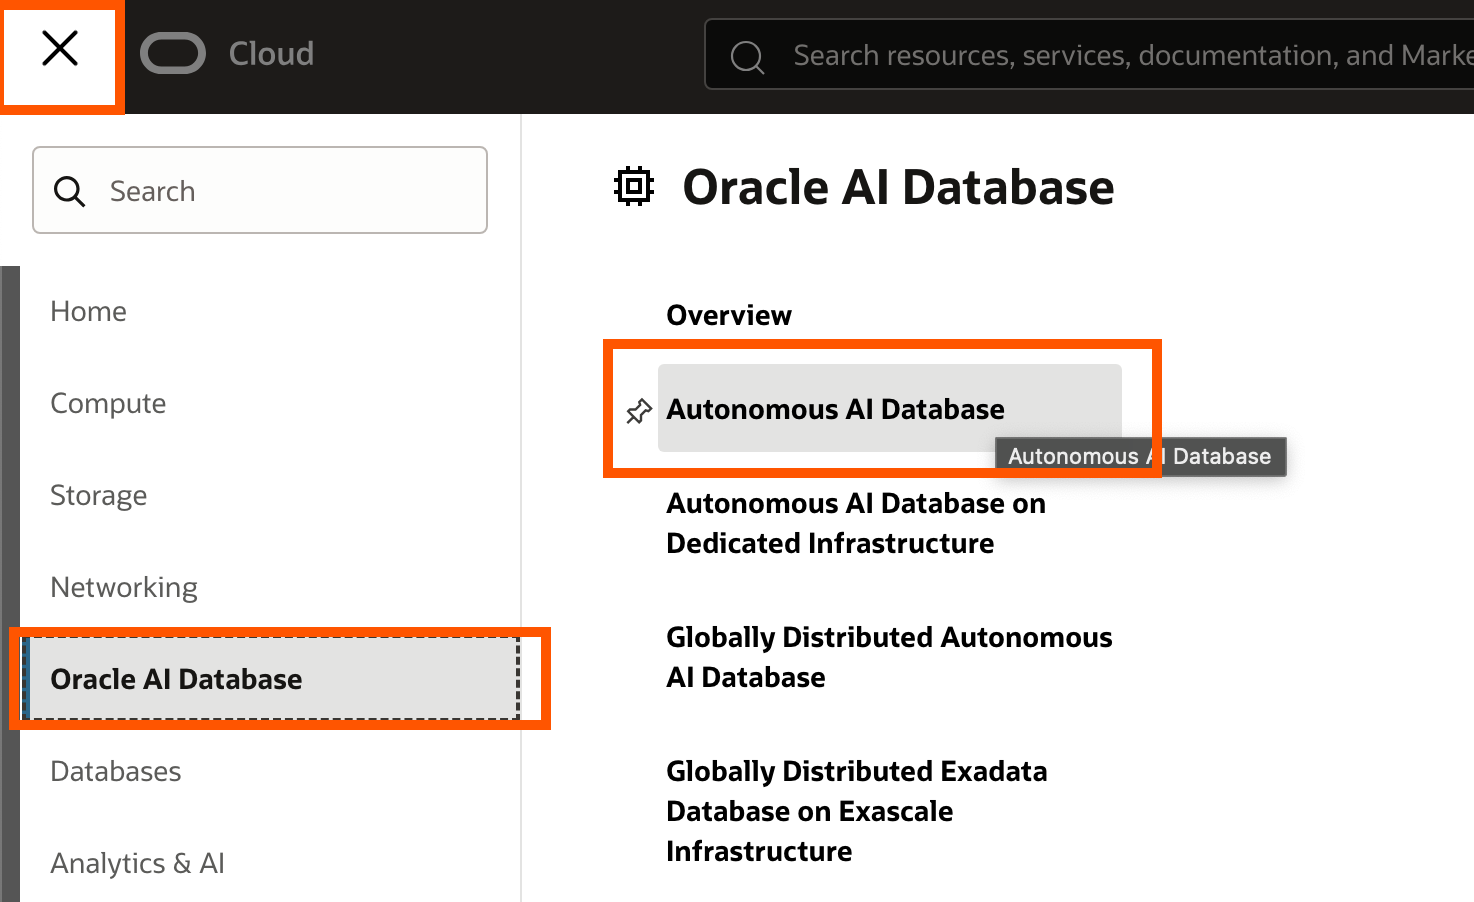 Cloud
Search resources, services, documentation, and Marke
Search
Home
Compute
Storage
Networking
Oracle AI Database
Databases
Analytics & AI
Oracle AI Database
Overview
Autonomous AI Database
Autonomous AI Database
Autonomous AI Database on
Dedicated Infrastructure
Globally Distributed Autonomous
AI Database
Globally Distributed Exadata
Database on Exascale
Infrastructure